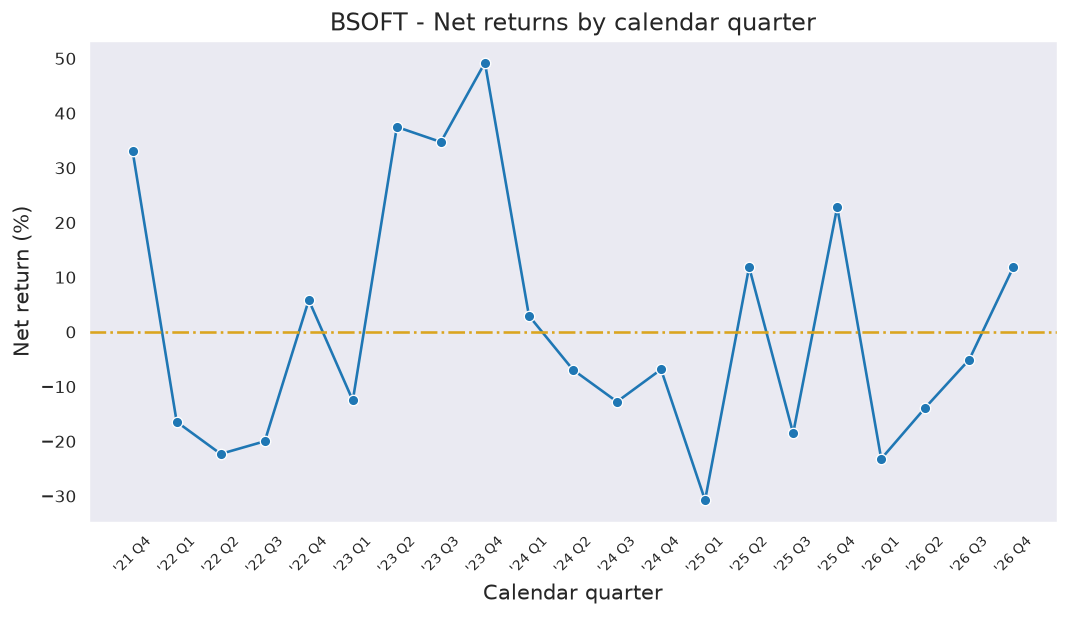 BSOFT - Net returns by calendar quarter
Net return (%)
50
40
30
20
10
0
−10
−20
−30
'21 Q4
'22 Q1
'22 Q2
'22 Q3
'22 Q4
'23 Q1
'23 Q2
'23 Q3
'23 Q4
'24 Q1
'24 Q2
'24 Q3
'24 Q4
'25 Q1
'25 Q2
'25 Q3
'25 Q4
'26 Q1
'26 Q2
'26 Q3
'26 Q4
Calendar quarter